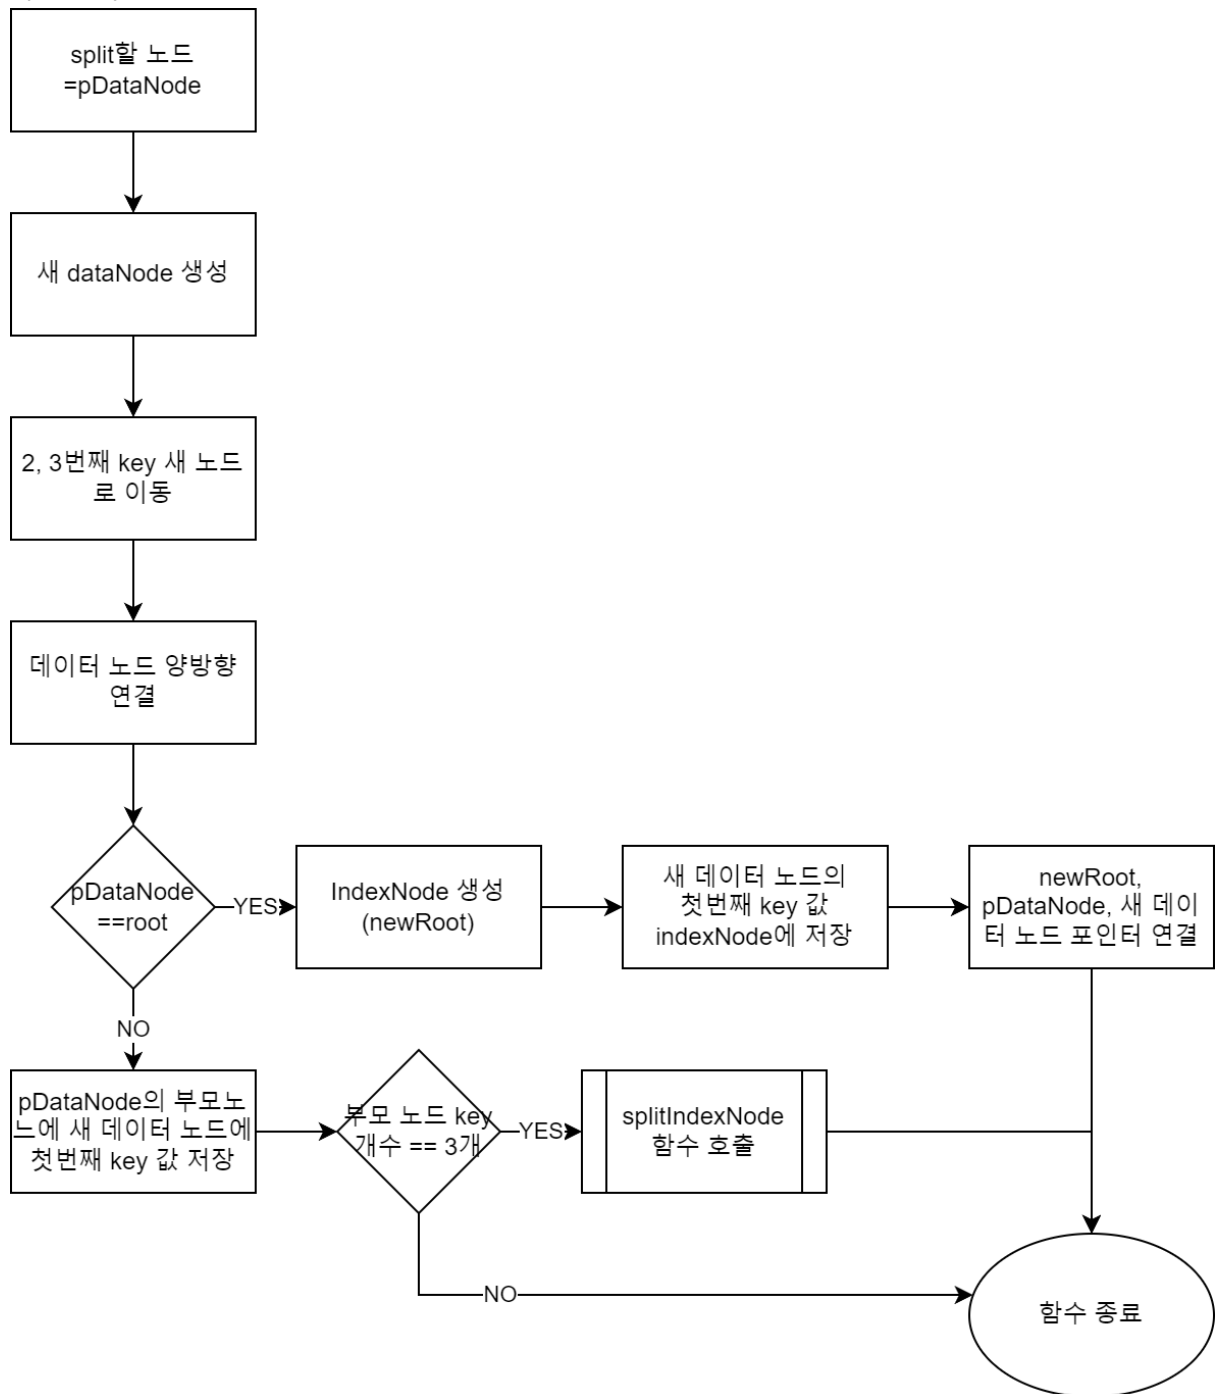 split할 노드
=pDataNode
새 dataNode 생성
2, 3번째 key 새 노드
로 이동
데이터 노드 양방향
연결
pDataNode
==root
YES
IndexNode 생성
(newRoot)
새 데이터 노드의
첫번째 key 값
indexNode에 저장
newRoot,
pDataNode, 새 데이
터 노드 포인터 연결
NO
pDataNode의 부모노
느에 새 데이터 노드에
첫번째 key 값 저장
부모 노드 key
개수 == 3개
YES
splitIndexNode
함수 호출
NO
함수 종료